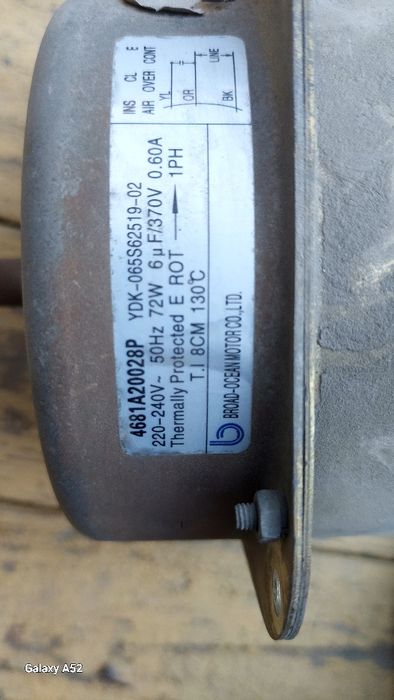 4681A20028P YDK-065S62519-02
220-240V~ 50Hz 72W 6μF/370V 0.60A
Thermally Protected E ROT → 1PH
T.I 8CM 130℃
BROAD-OCEAN MOTOR CO.,LTD.
INS CL E
AIR OVER CONT
YL
OR
LINE
BK
Galaxy A52